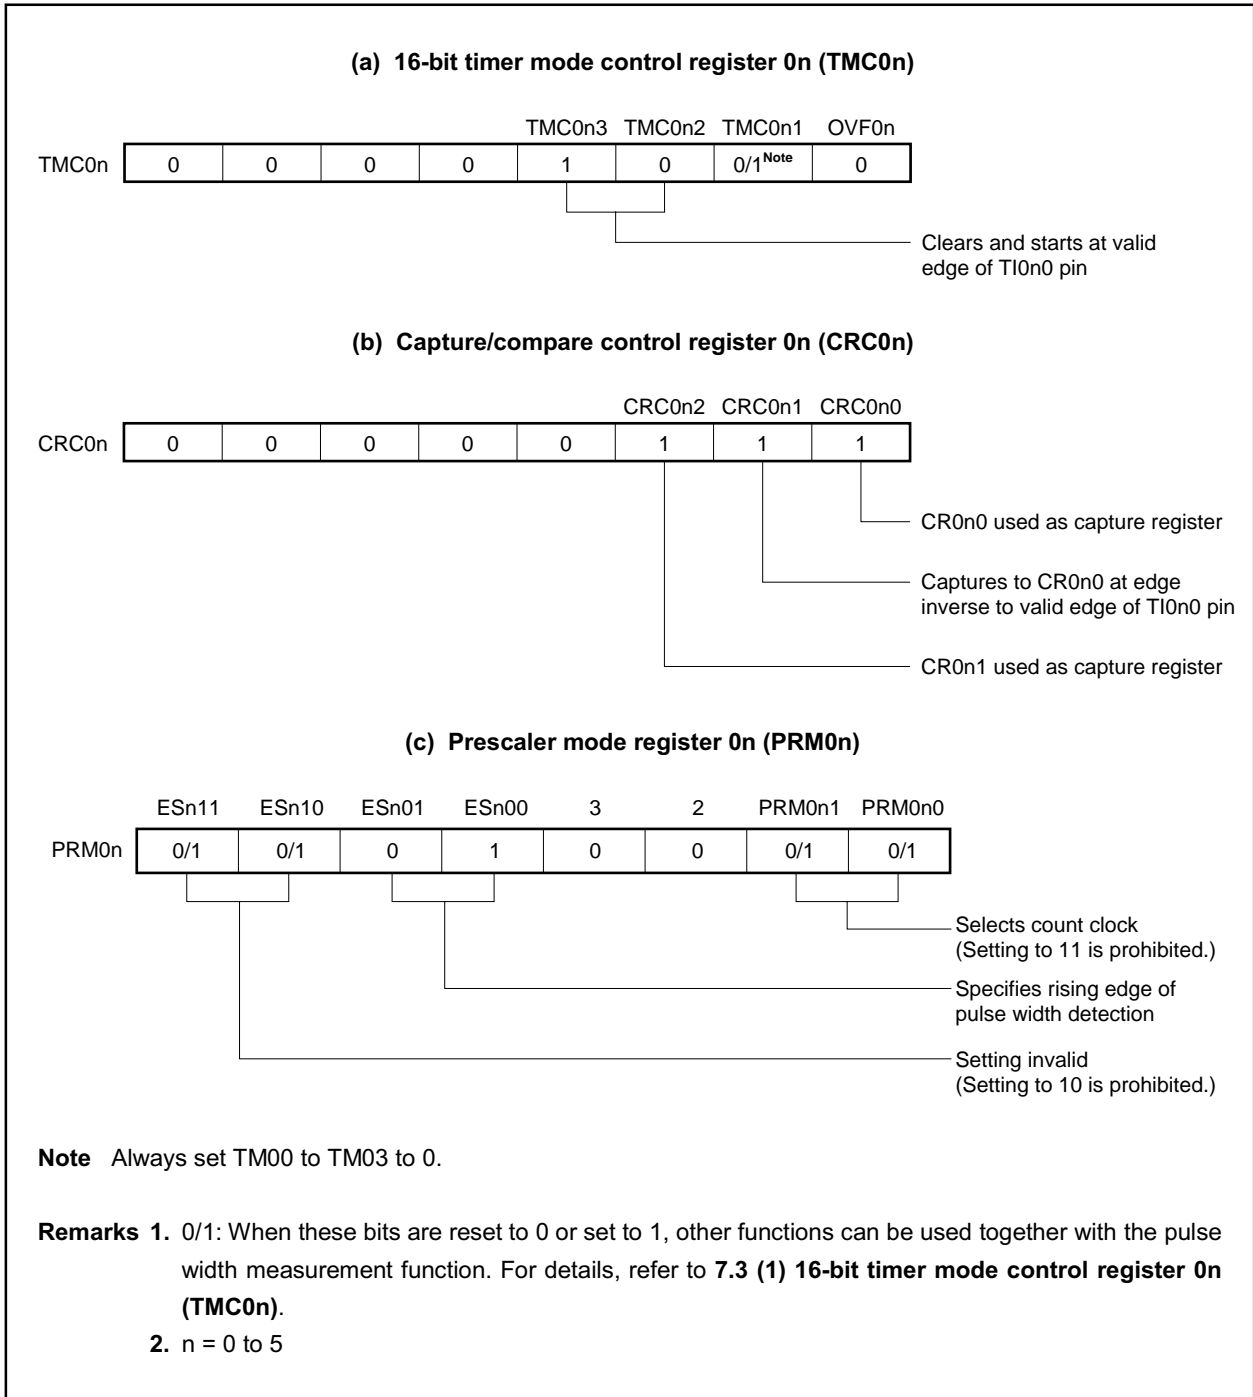 (a) 16-bit timer mode control register 0n (TMC0n)
TMC0n3 TMC0n2 TMC0n1 OVF0n
TMC0n 0 0 0 0 1 0 0/1Note 0
Clears and starts at valid
edge of TI0n0 pin
(b) Capture/compare control register 0n (CRC0n)
CRC0n2 CRC0n1 CRC0n0
CRC0n 0 0 0 0 0 1 1 1
CR0n0 used as capture register
Captures to CR0n0 at edge
inverse to valid edge of TI0n0 pin
CR0n1 used as capture register
(c) Prescaler mode register 0n (PRM0n)
ESn11 ESn10 ESn01 ESn00 3 2 PRM0n1 PRM0n0
PRM0n 0/1 0/1 0 1 0 0 0/1 0/1
Selects count clock
(Setting to 11 is prohibited.)
Specifies rising edge of
pulse width detection
Setting invalid
(Setting to 10 is prohibited.)
Note Always set TM00 to TM03 to 0.
Remarks 1. 0/1: When these bits are reset to 0 or set to 1, other functions can be used together with the pulse
width measurement function. For details, refer to 7.3 (1) 16-bit timer mode control register 0n
(TMC0n).
2. n = 0 to 5